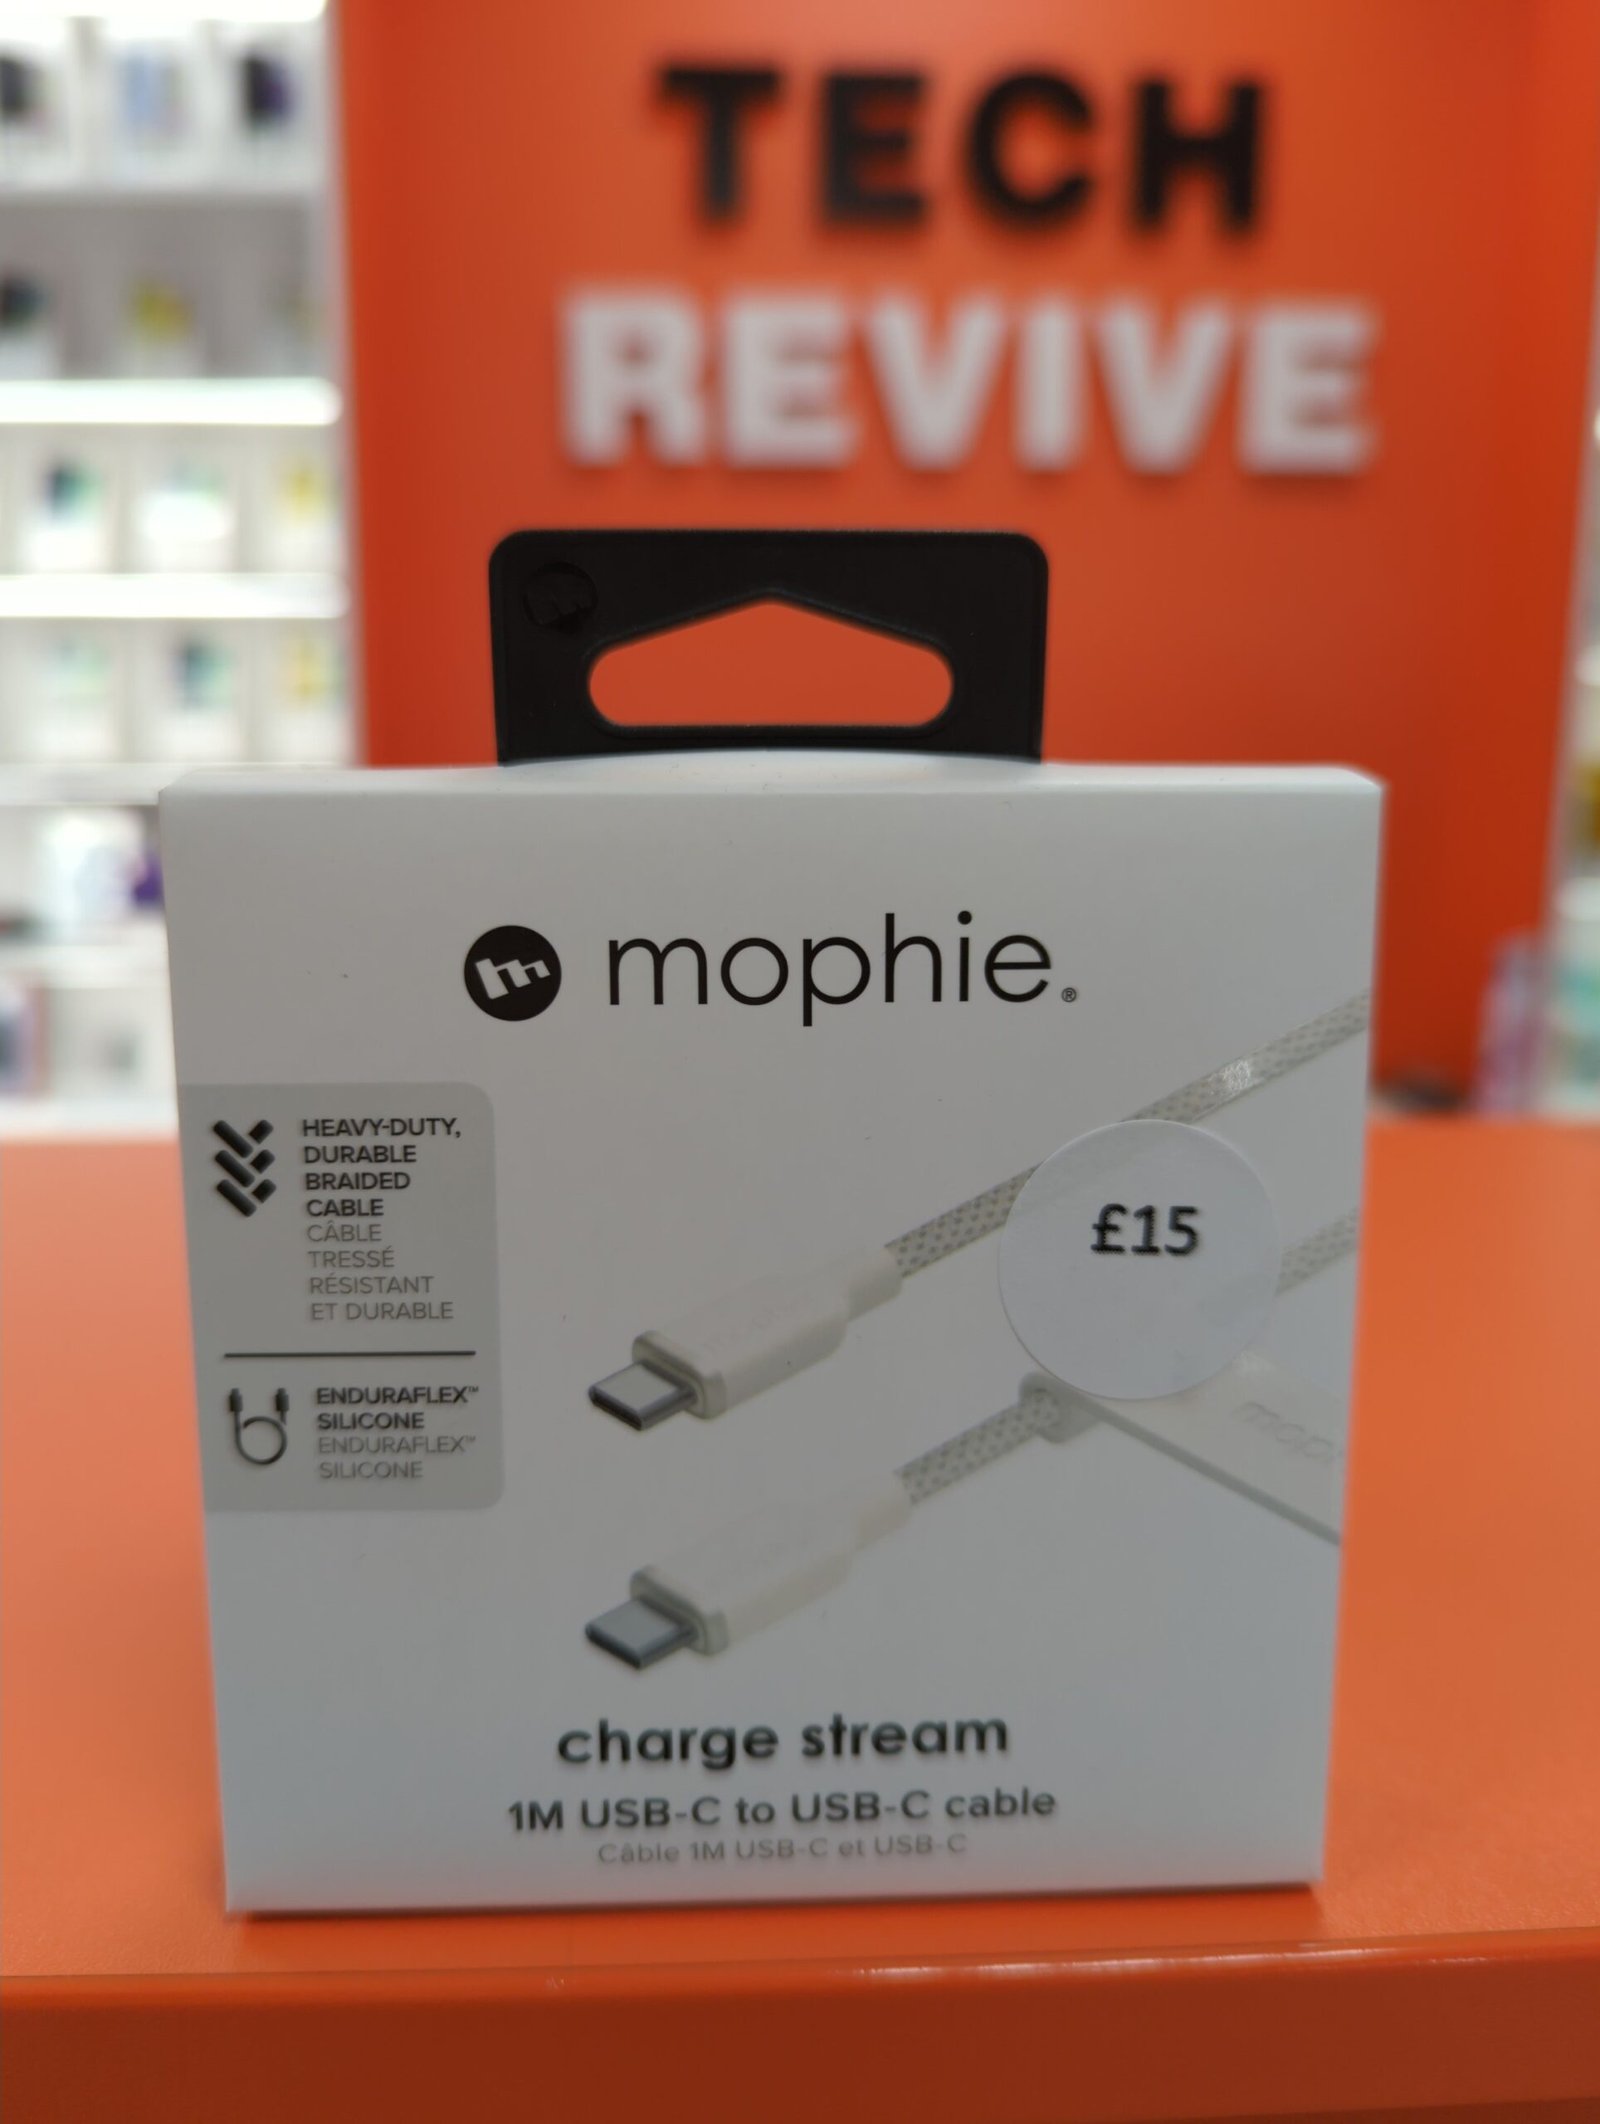 TECH
REVIVE
mophie®
HEAVY-DUTY,
DURABLE
BRAIDED
CABLE
CÂBLE
TRESSÉ
RÉSISTANT
ET DURABLE
ENDURAFLEX™
SILICONE
ENDURAFLEX™
SILICONE
£15
charge stream
1M USB-C to USB-C cable
Câble 1M USB-C et USB-C